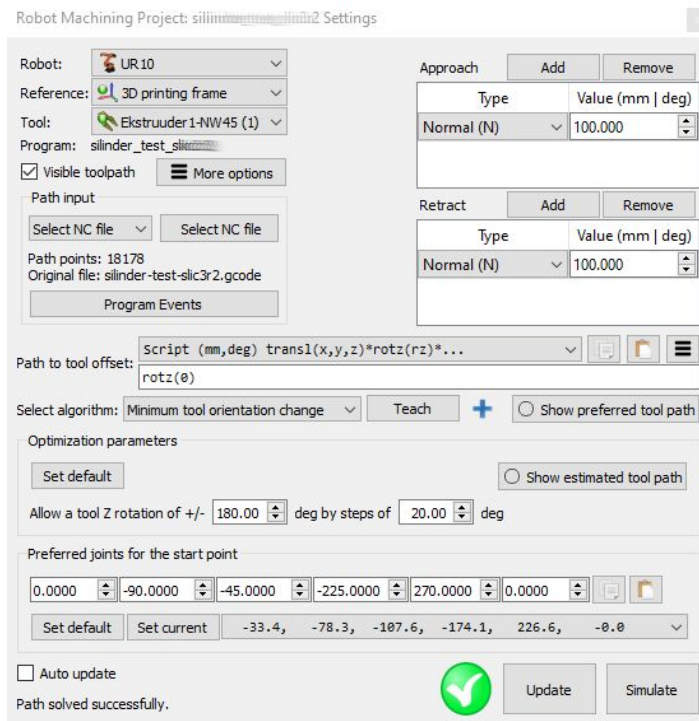 Robot Machining Project: Settings
Robot: UR10
Reference: 3D printing frame
Tool: Ekstruuder1-NW45 (1)
Program: silinder_test_
Visible toolpath More options
Path input
Select NC file Select NC file
Path points: 18178
Original file: silinder-test-slic3r2.gcode
Program Events
Approach Add Remove
Type Value (mm | deg)
Normal (N) 100.000
Retract Add Remove
Type Value (mm | deg)
Normal (N) 100.000
Path to tool offset: Script (mm,deg) transl(x,y,z)*rotz(rz)*...
rotz(0)
Select algorithm: Minimum tool orientation change Teach Show preferred tool path
Optimization parameters
Set default Show estimated tool path
Allow a tool Z rotation of +/- 180.00 deg by steps of 20.00 deg
Preferred joints for the start point
0.0000 -90.0000 -45.0000 -225.0000 270.0000 0.0000
Set default Set current -33.4, -78.3, -107.6, -174.1, 226.6, -0.0
Auto update
Path solved successfully.
Update Simulate